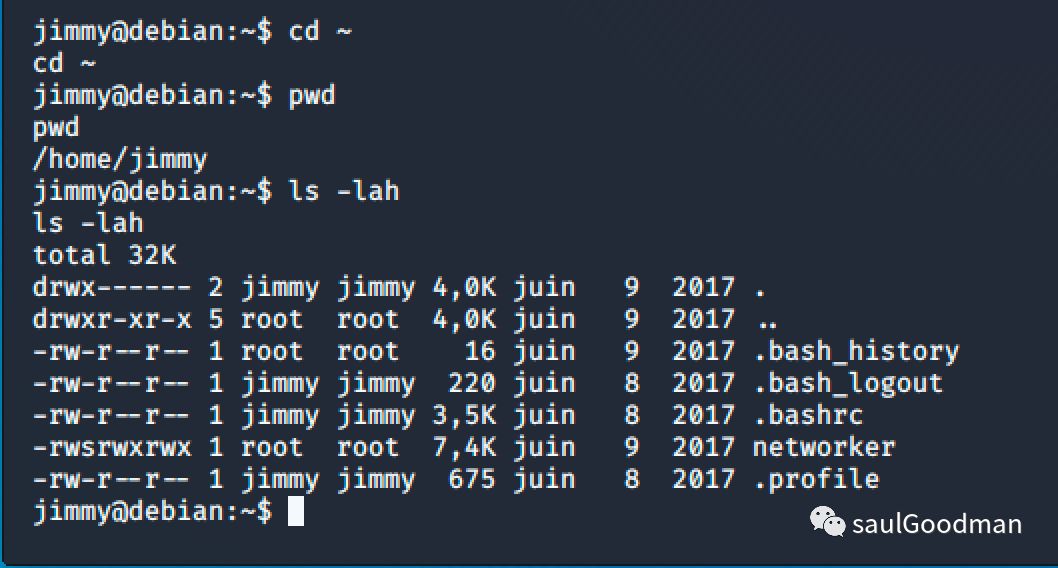 jimmy@debian:~$ cd ~
cd ~
jimmy@debian:~$ pwd
pwd
/home/jimmy
jimmy@debian:~$ ls -lah
ls -lah
total 32K
drwx------ 2 jimmy jimmy 4,0K juin   9  2017 .
drwxr-xr-x 5 root  root  4,0K juin   9  2017 ..
-rw-r--r-- 1 root  root    16 juin   9  2017 .bash_history
-rw-r--r-- 1 jimmy jimmy  220 juin   8  2017 .bash_logout
-rw-r--r-- 1 jimmy jimmy 3,5K juin   8  2017 .bashrc
-rwsrwxrwx 1 root  root  7,4K juin   9  2017 networker
-rw-r--r-- 1 jimmy jimmy  675 juin   8  2017 .profile
jimmy@debian:~$
saulGoodman